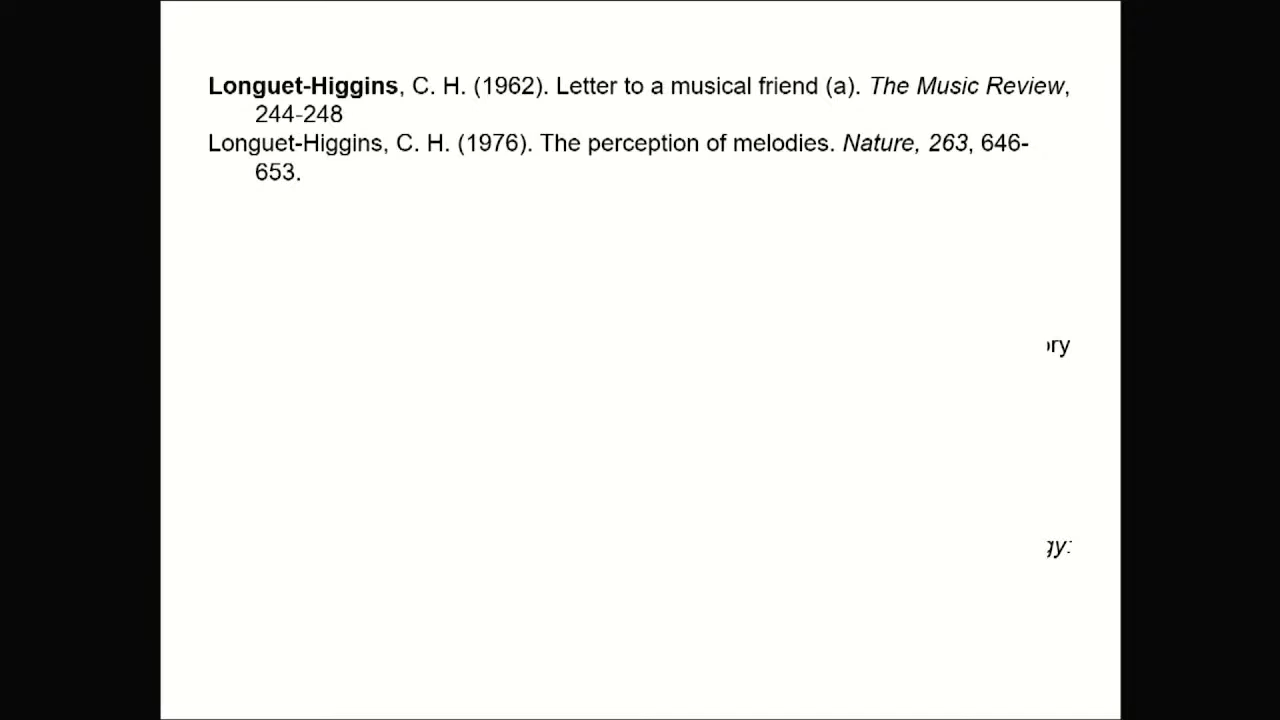 Longuet-Higgins, C. H. (1962). Letter to a musical friend (a). The Music Review,
244-248
Longuet-Higgins, C. H. (1976). The perception of melodies. Nature, 263, 646-
653.